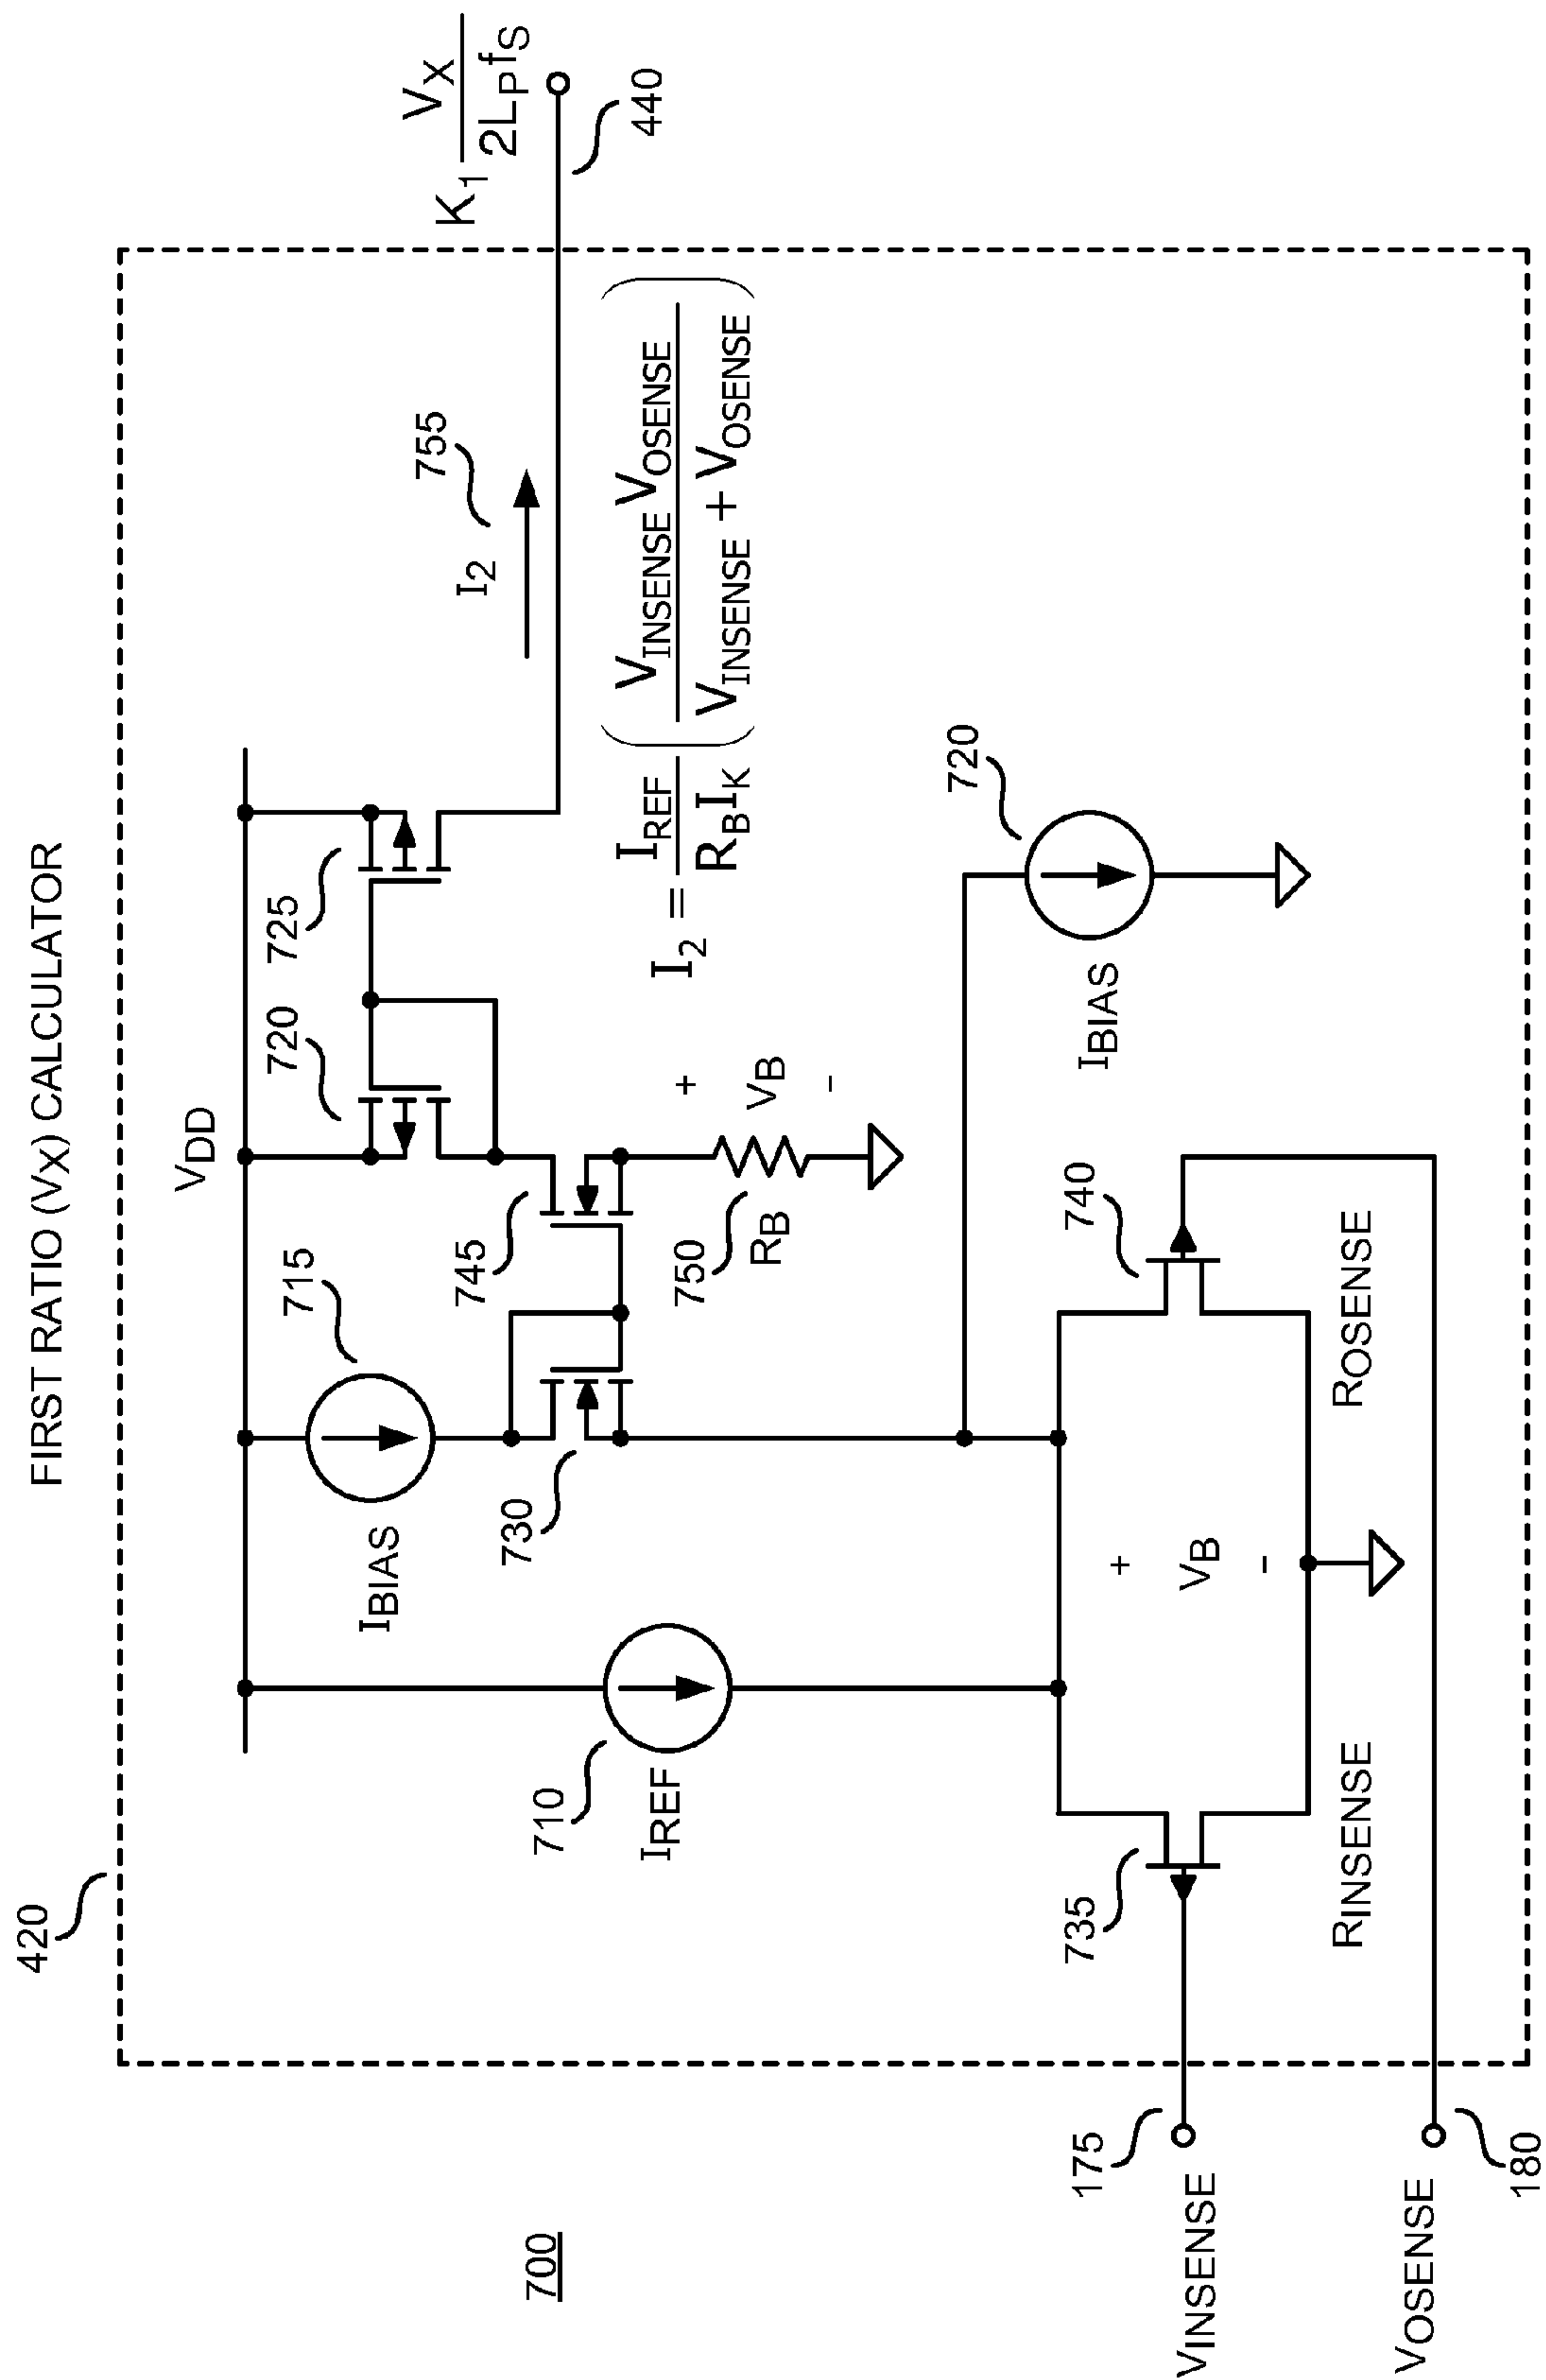 FIRST RATIO (VX) CALCULATOR
420
VDD
K1 VX / 2LPfS
440
715
720
725
755
I2
IBIAS
710
IREF
730
745
750
RB
+
VB
-
I2 = IREF / RBIK ( VINSENSE VOSENSE / VINSENSE + VOSENSE )
720
IBIAS
735
740
+
VB
-
RINSENSE
ROSENSE
700
175
VINSENSE
180
VOSENSE